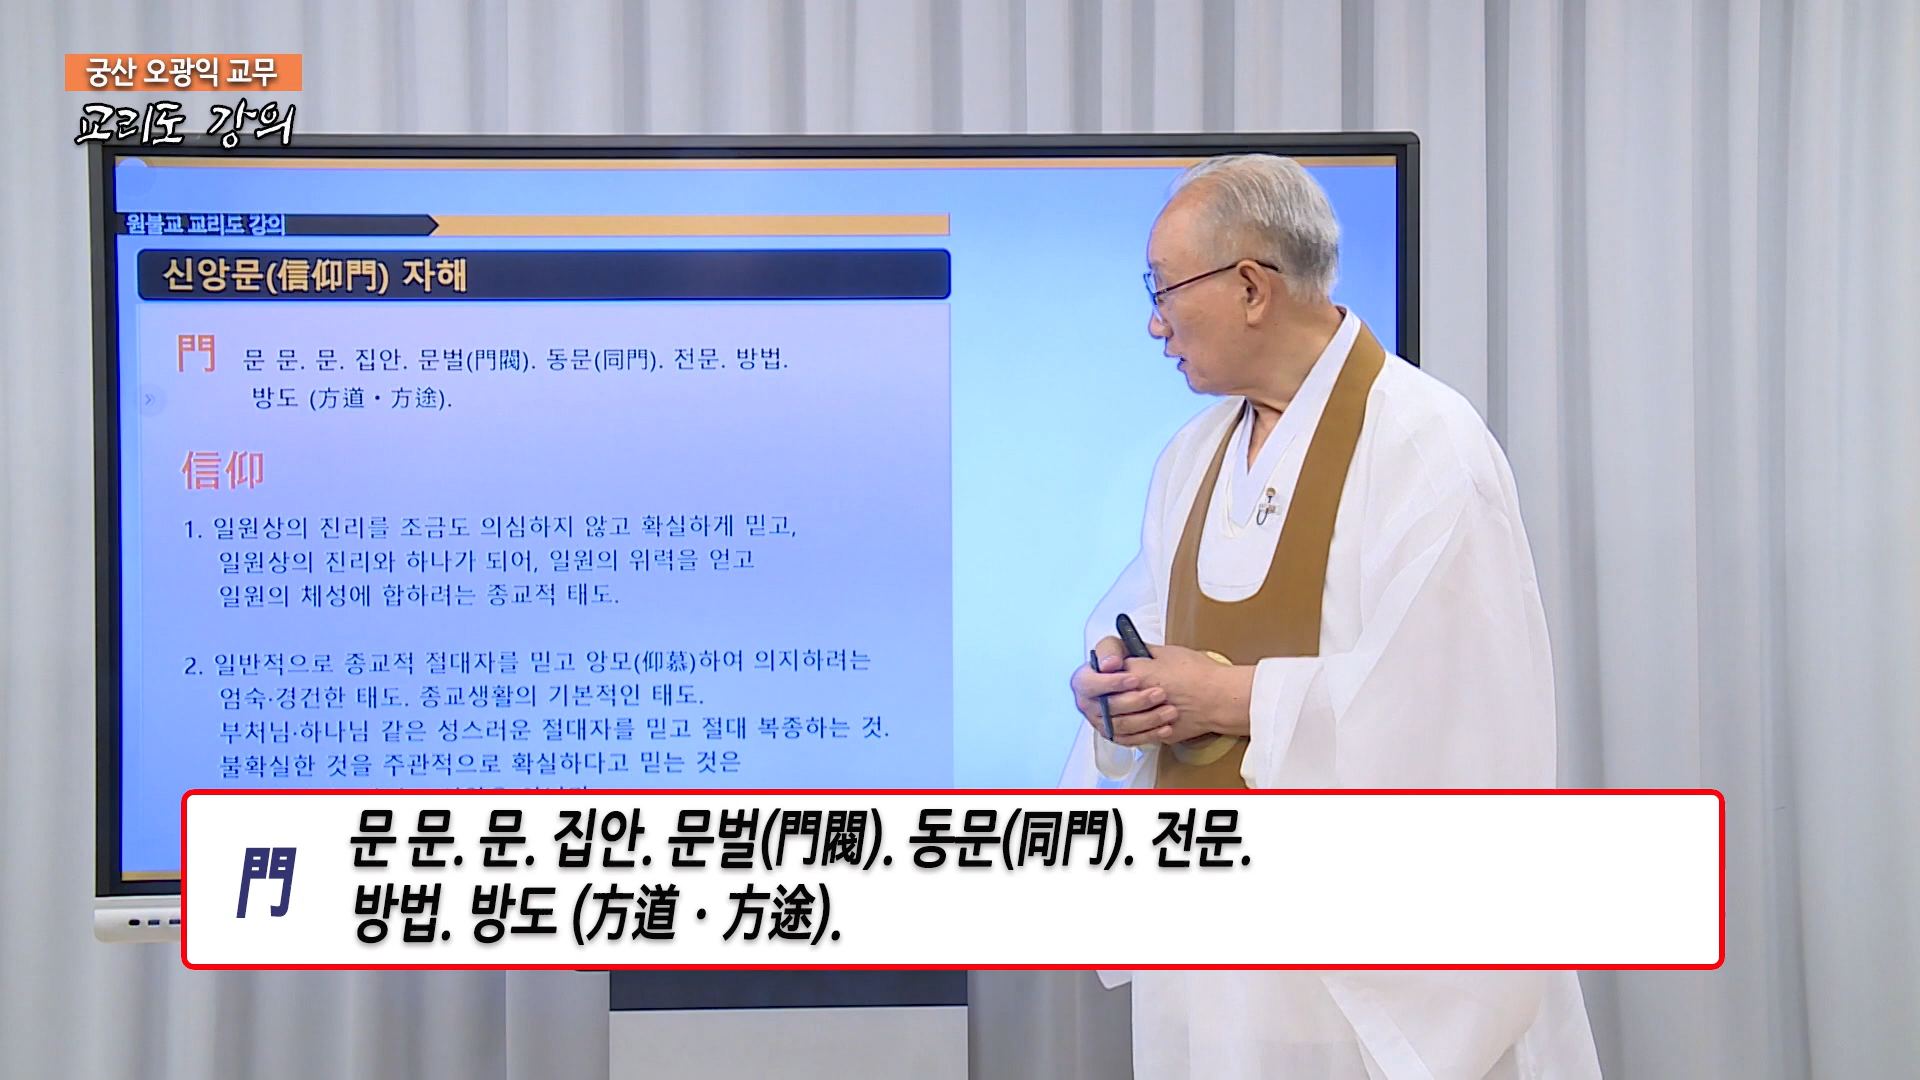 궁산 오광익 교무
교리도 강의
원불교 교리도 강의
신앙문(信仰門) 자해
門 문 문. 문. 집안. 문벌(門閥). 동문(同門). 전문. 방법.
방도 (方道・方途).
信仰
1. 일원상의 진리를 조금도 의심하지 않고 확실하게 믿고,
일원상의 진리와 하나가 되어, 일원의 위력을 얻고
일원의 체성에 합하려는 종교적 태도.
2. 일반적으로 종교적 절대자를 믿고 앙모(仰慕)하여 의지하려는
엄숙·경건한 태도. 종교생활의 기본적인 태도.
부처님·하나님 같은 성스러운 절대자를 믿고 절대 복종하는 것.
불확실한 것을 주관적으로 확실하다고 믿는 것은
門 문 문. 문. 집안. 문벌(門閥). 동문(同門). 전문.
방법. 방도 (方道・方途).